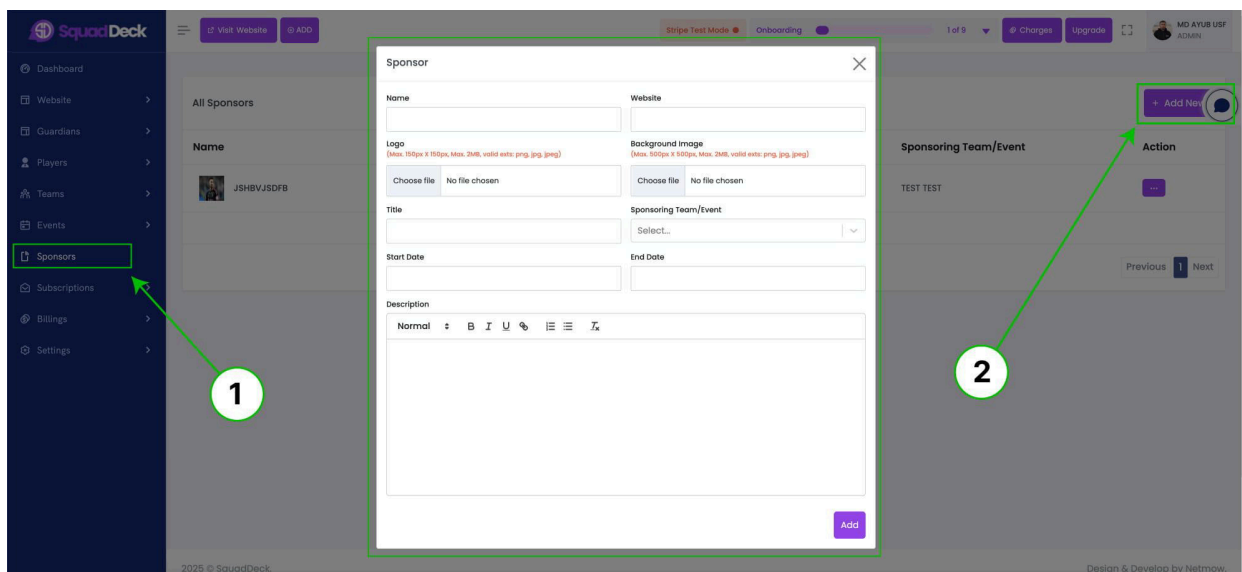 SquadDeck
Visit Website
ADD
Stripe Test Mode
Onboarding
1 of 9
Charges
Upgrade
MD AYUB USF
ADMIN
Dashboard
Website
Guardians
Players
Teams
Events
Sponsors
Subscriptions
Billings
Settings
All Sponsors
+ Add New
Name
Sponsoring Team/Event
Action
JSHBVJSDFB
TEST TEST
...
Previous 1 Next
Sponsor
Name
Website
Logo
(Max. 150px X 150px, Max. 2MB, valid exts: png, jpg, jpeg)
Choose file No file chosen
Background Image
(Max. 500px X 500px, Max. 2MB, valid exts: png, jpg, jpeg)
Choose file No file chosen
Title
Sponsoring Team/Event
Select...
Start Date
End Date
Description
Normal B I U
Add
1
2
2025 © SquadDeck.
Design & Develop by Netmow.